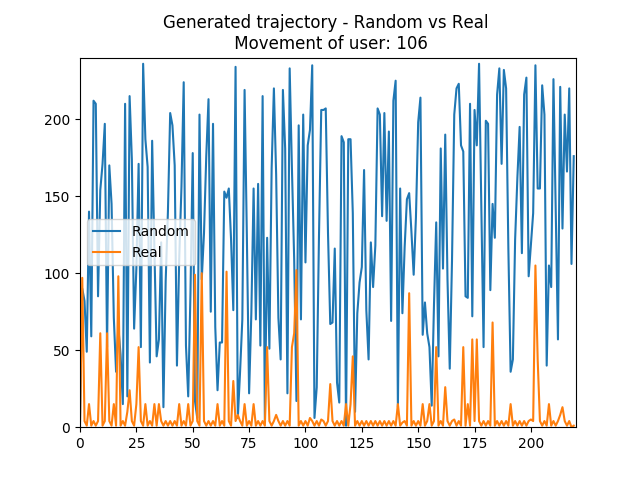 Generated trajectory - Random vs Real
Movement of user: 106
200
150
100
50
0
Random
Real
0 25 50 75 100 125 150 175 200